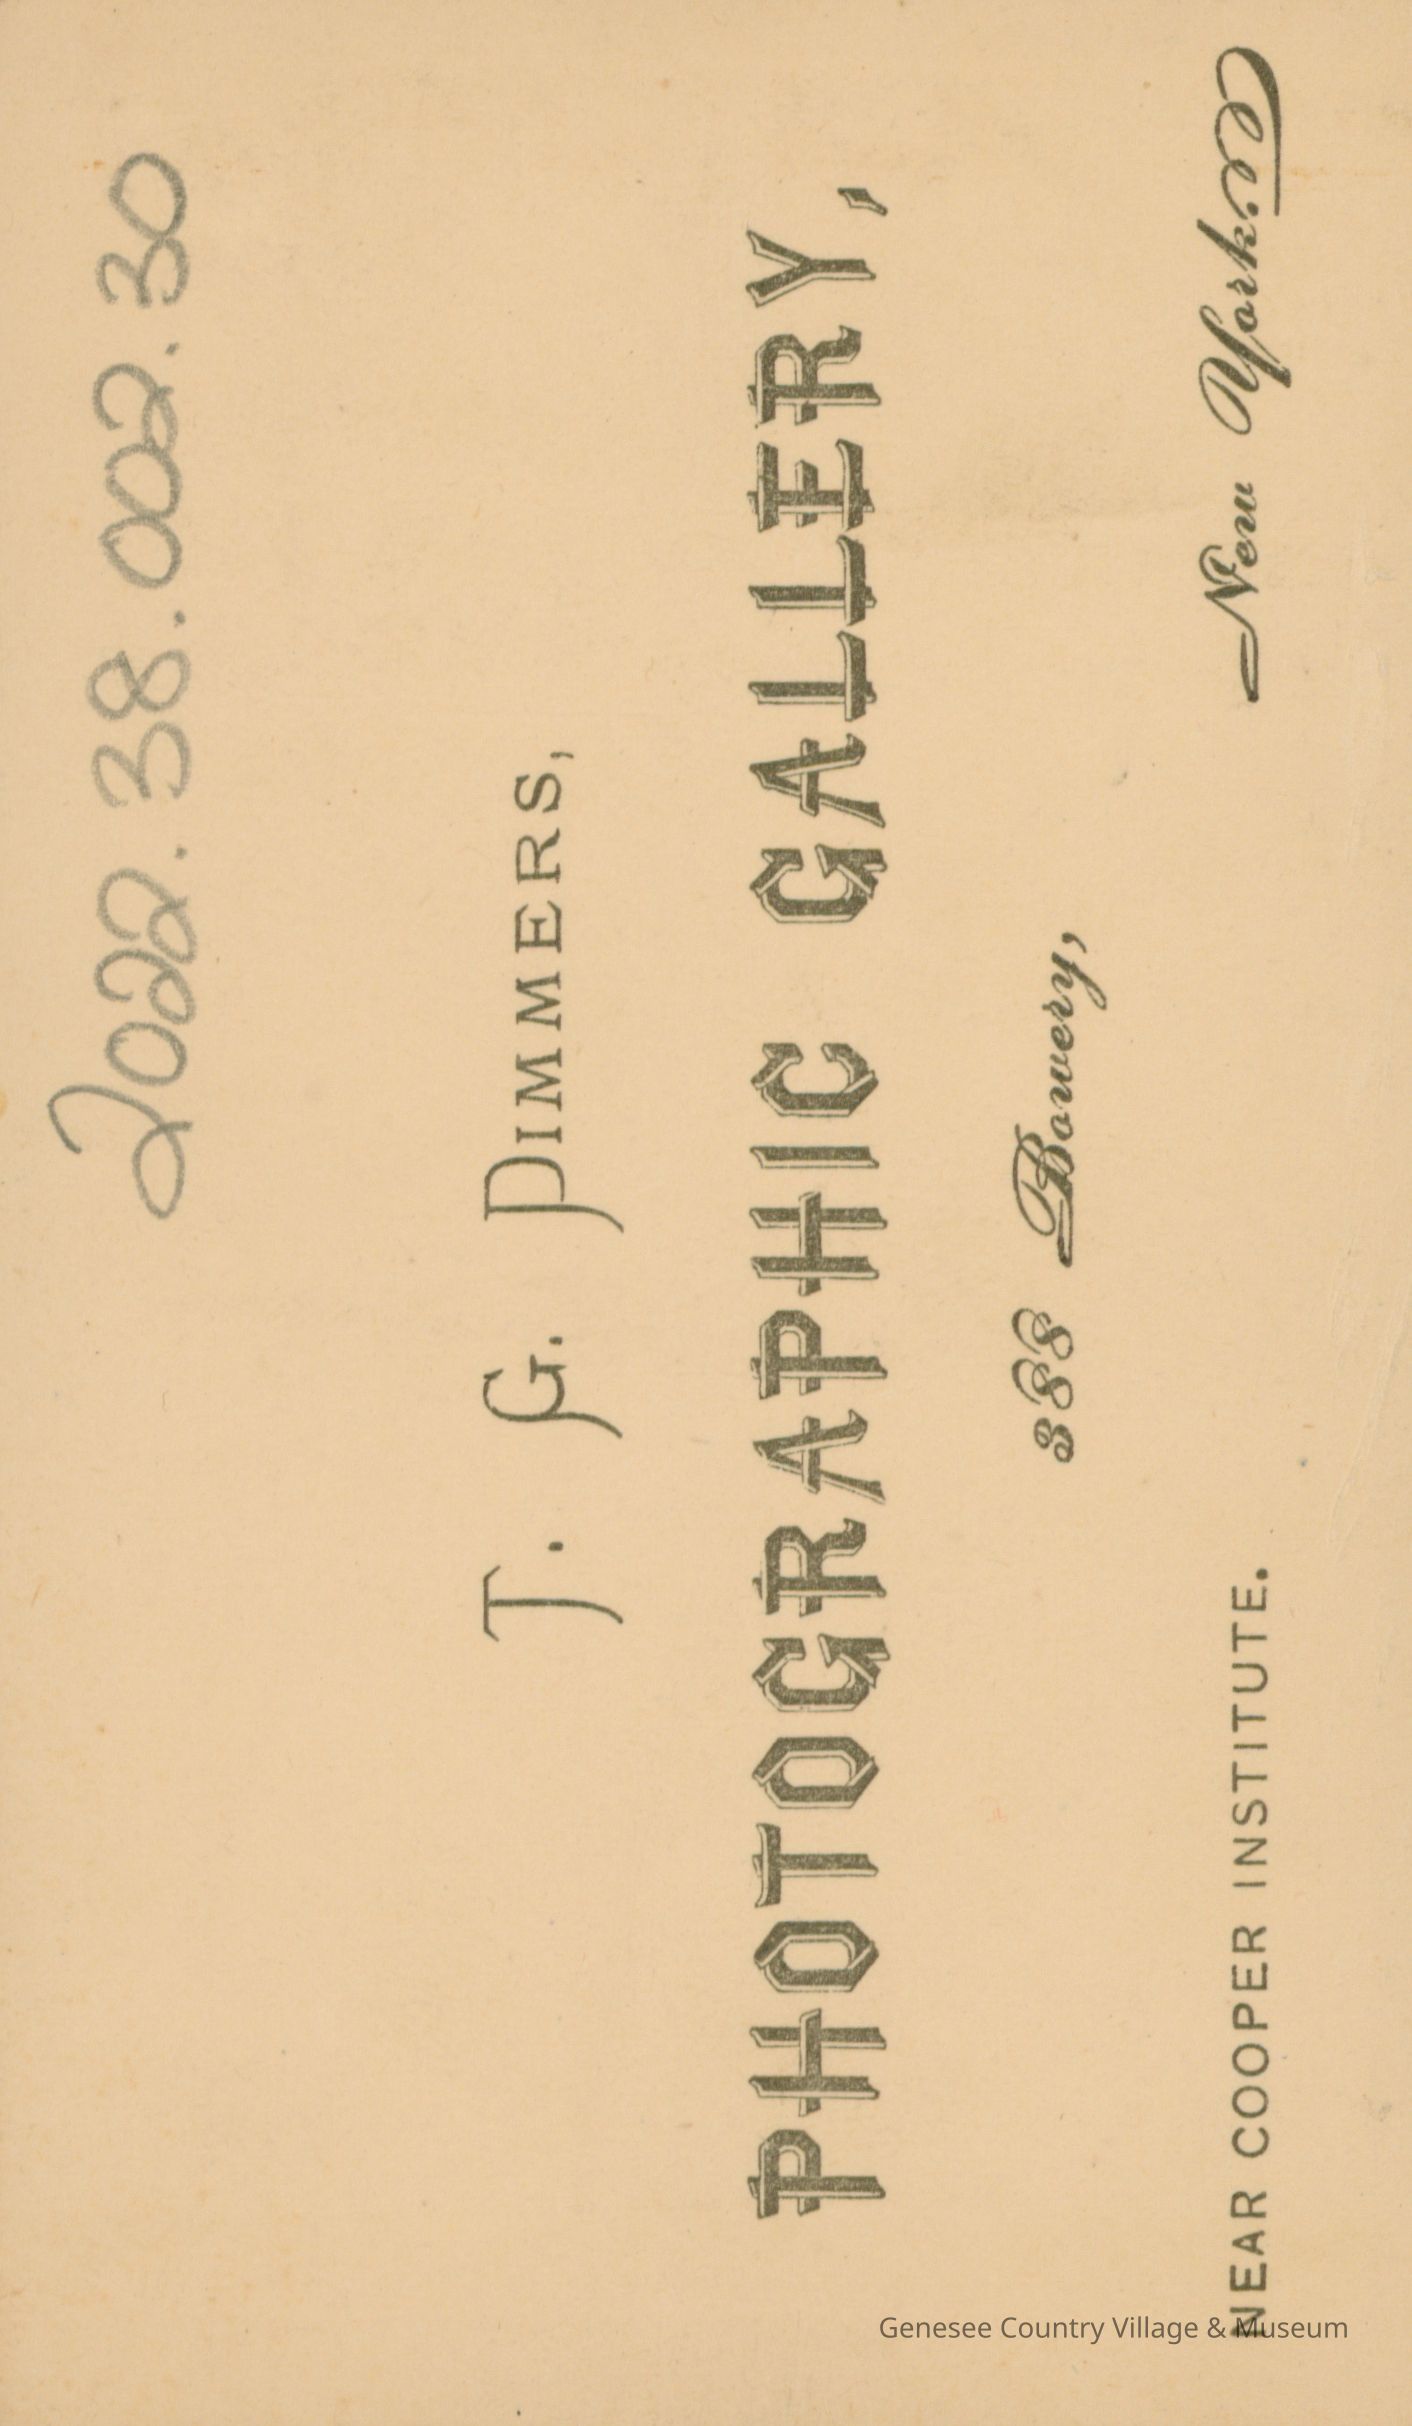 2022.38.002.30
T. G. DIMMERS,
PHOTOGRAPHIC GALLERY,
388 Bowery,
NEAR COOPER INSTITUTE. New York.
Genesee Country Village & Museum